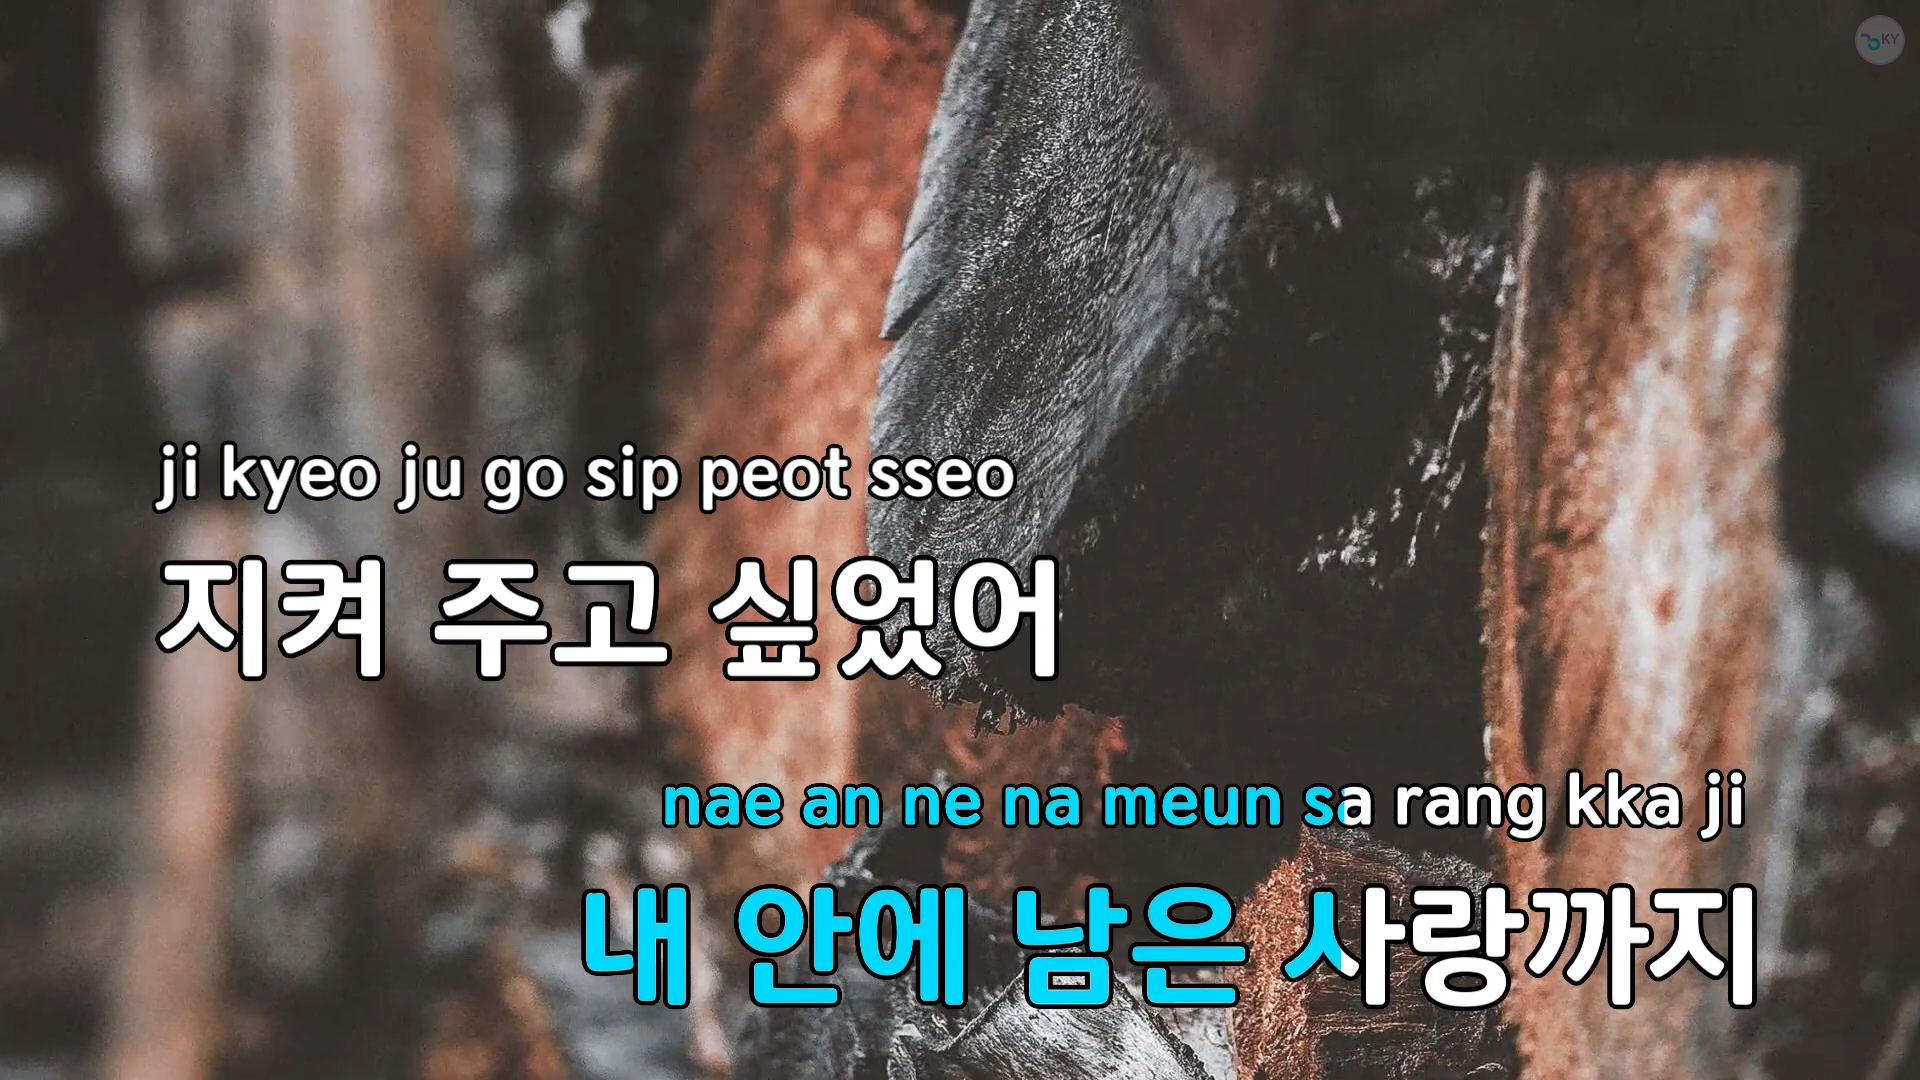 KY
ji kyeo ju go sip peot sseo
지켜 주고 싶었어
nae an ne na meun sa rang kka ji
내 안에 남은 사랑까지